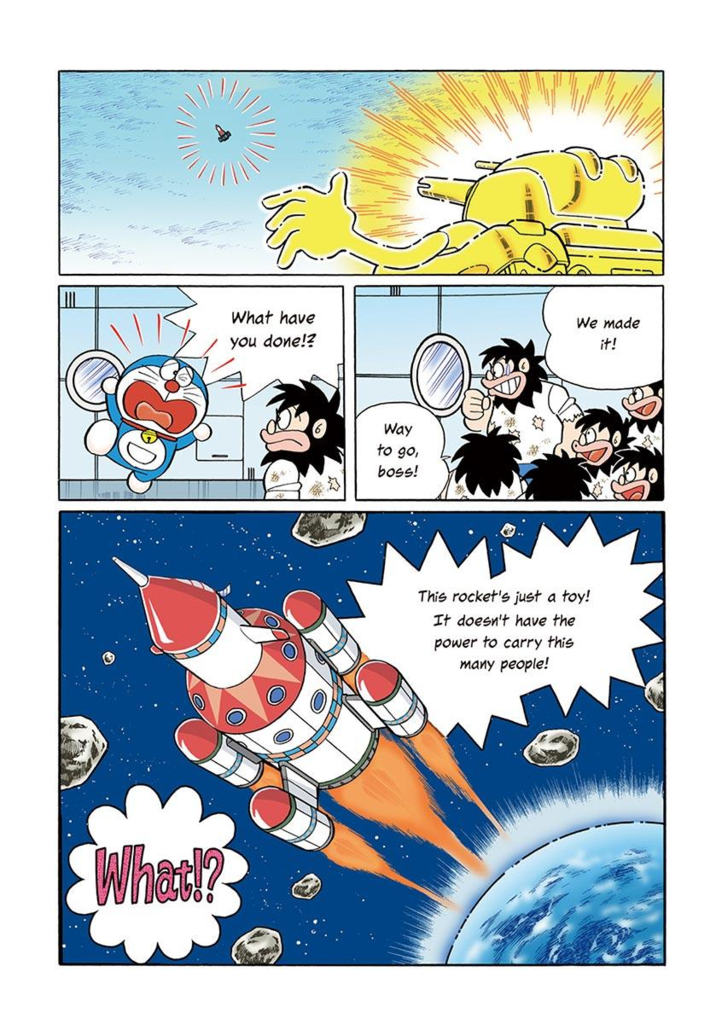 What have
you done!?
We made
it!
Way
to go,
boss!
This rocket's just a toy!
It doesn't have the
power to carry this
many people!
What!?